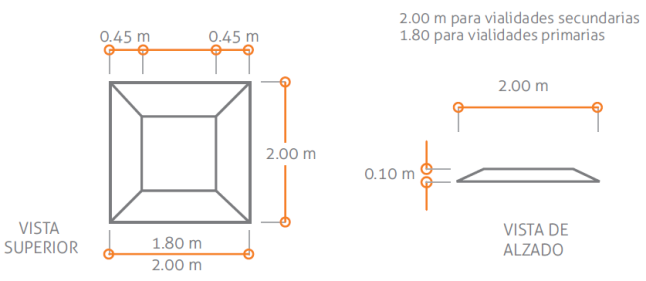 2.00 m para vialidades secundarias
1.80 para vialidades primarias
0.45 m
0.45 m
2.00 m
2.00 m
0.10 m
VISTA
SUPERIOR
1.80 m
2.00 m
VISTA DE
ALZADO